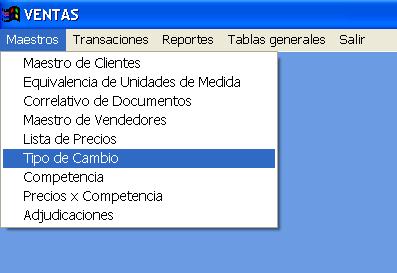 VENTAS
Maestros Transaciones Reportes Tablas generales Salir
Maestro de Clientes
Equivalencia de Unidades de Medida
Correlativo de Documentos
Maestro de Vendedores
Lista de Precios
Tipo de Cambio
Competencia
Precios x Competencia
Adjudicaciones